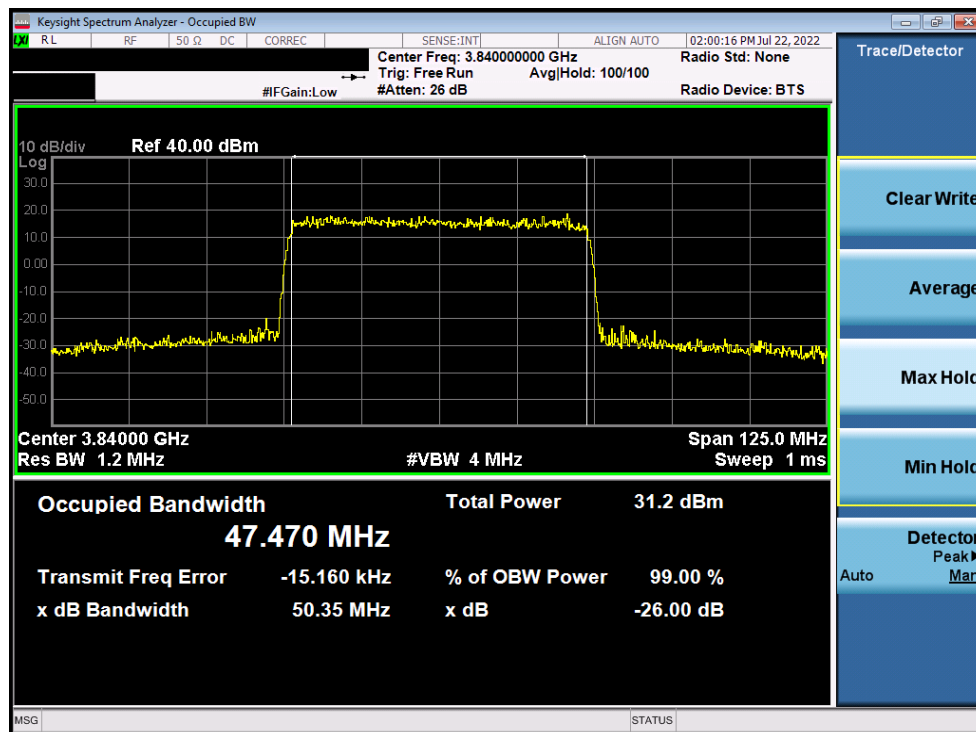 Keysight Spectrum Analyzer - Occupied BW
LXI RL RF 50 Ω DC CORREC SENSE:INT ALIGN AUTO 02:00:16 PM Jul 22, 2022
Center Freq: 3.840000000 GHz Radio Std: None
Trig: Free Run Avg|Hold: 100/100
#IFGain:Low #Atten: 26 dB Radio Device: BTS
10 dB/div Ref 40.00 dBm
Log
30.0
20.0
10.0
0.00
-10.0
-20.0
-30.0
-40.0
-50.0
Center 3.84000 GHz Span 125.0 MHz
Res BW 1.2 MHz #VBW 4 MHz Sweep 1 ms
Occupied Bandwidth Total Power 31.2 dBm
47.470 MHz
Transmit Freq Error -15.160 kHz % of OBW Power 99.00 %
x dB Bandwidth 50.35 MHz x dB -26.00 dB
MSG STATUS
Trace/Detector
Clear Write
Average
Max Hold
Min Hold
Detector
Peak
Auto Man